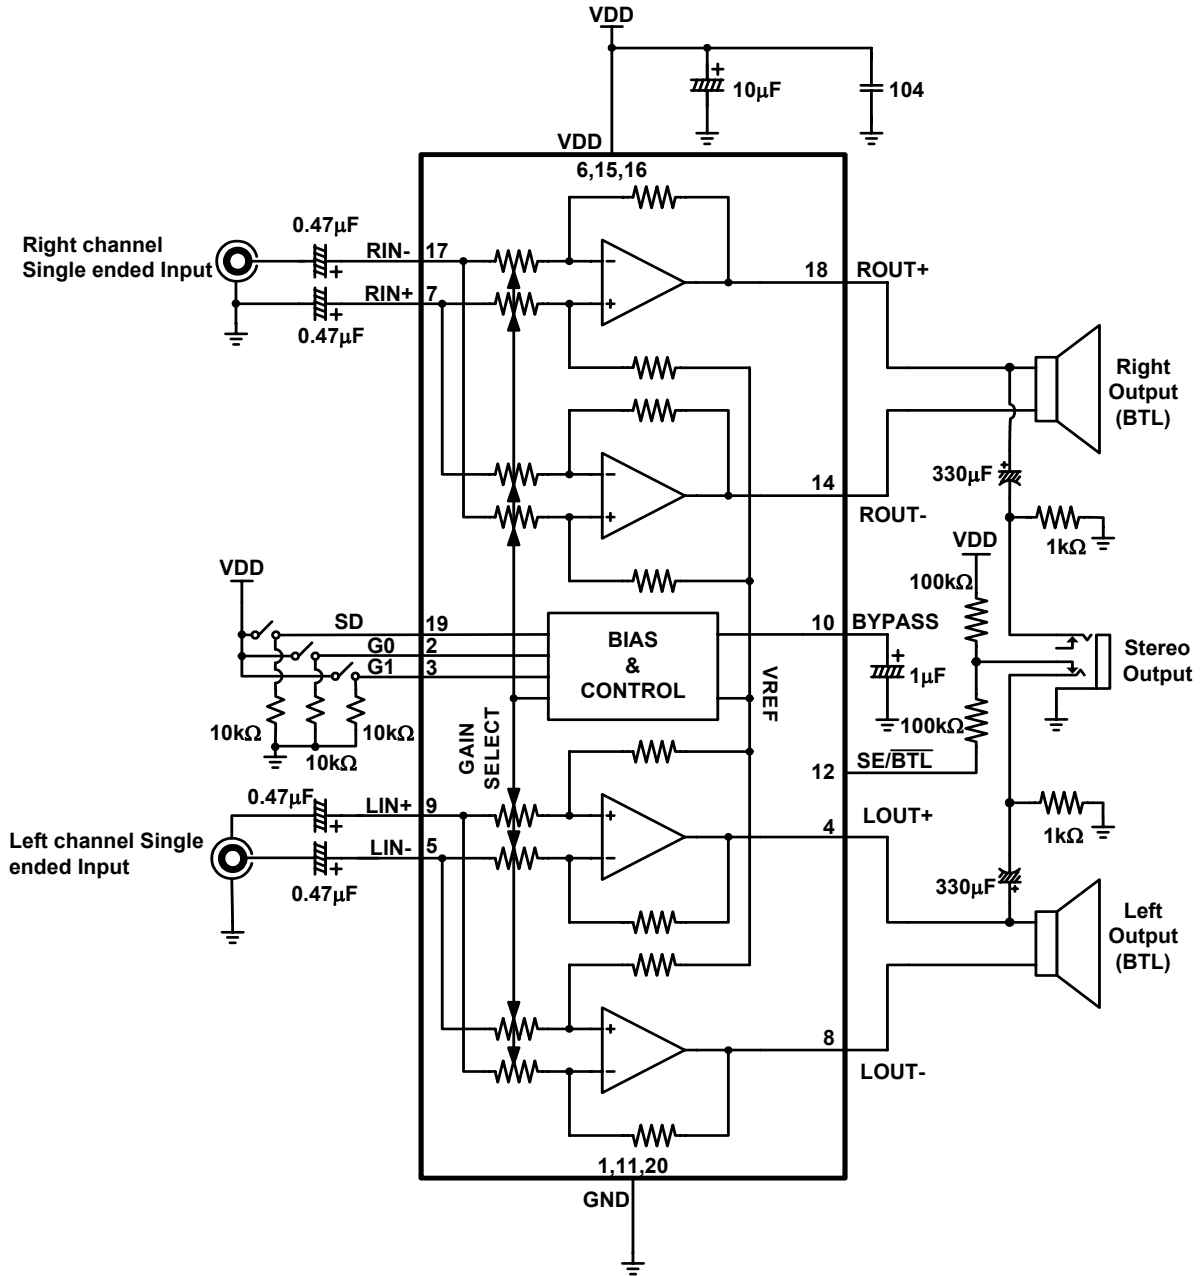 VDD
10µF
104
VDD
6,15,16
0.47µF
Right channel
Single ended Input
RIN-
17
RIN+
7
0.47µF
18
ROUT+
Right
Output
(BTL)
14
ROUT-
330µF
1kΩ
VDD
100kΩ
VDD
SD
19
G0
2
G1
3
BIAS
&
CONTROL
10
BYPASS
1µF
Stereo
Output
VREF
10kΩ
10kΩ
10kΩ
GAIN
SELECT
100kΩ
12
SE/BTL
0.47µF
LIN+
9
LIN-
5
0.47µF
Left channel Single
ended Input
4
LOUT+
1kΩ
330µF
Left
Output
(BTL)
8
LOUT-
1,11,20
GND
+
+
+
+
+
+
+
+
+
−
+
−
+
+
−
+
−